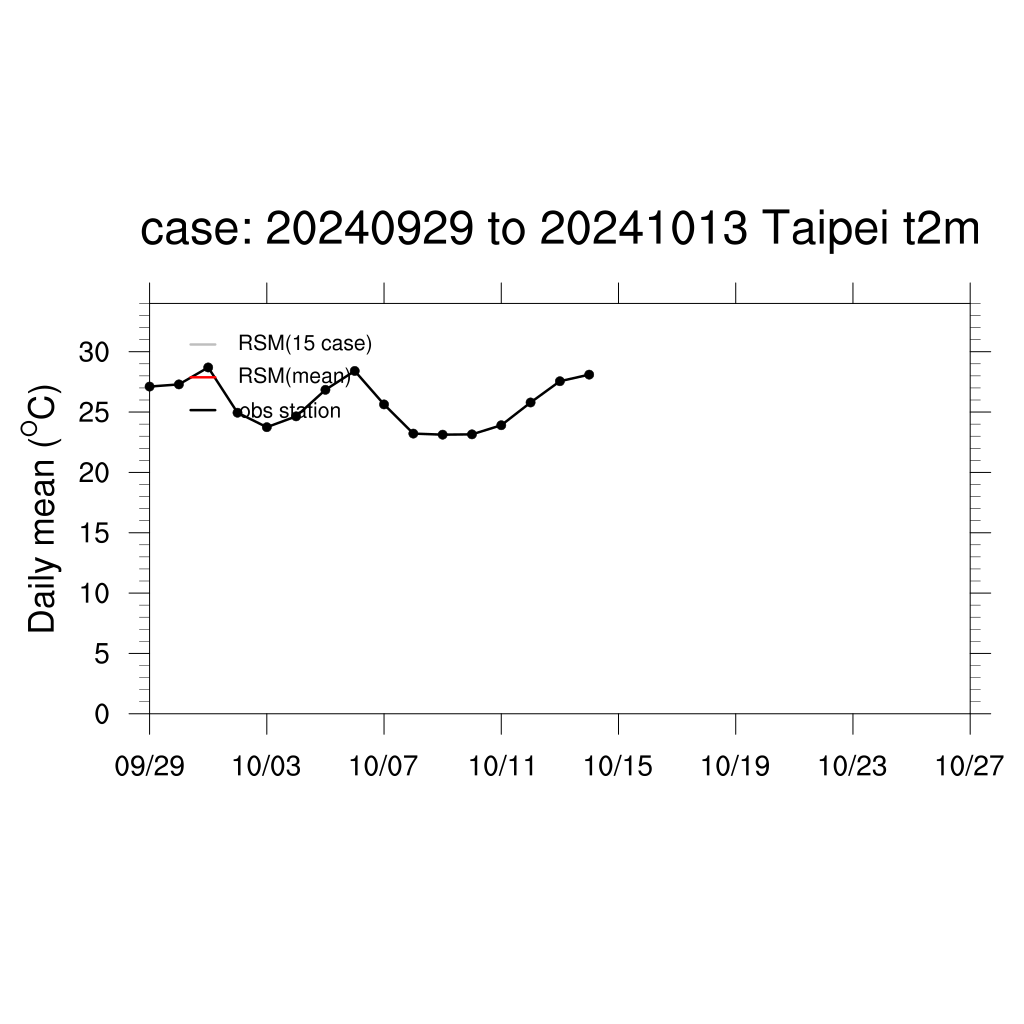 case: 20240929 to 20241013 Taipei t2m
RSM(15 case)
RSM(mean)
obs station
Daily mean (°C)
30
25
20
15
10
5
0
09/29 10/03 10/07 10/11 10/15 10/19 10/23 10/27